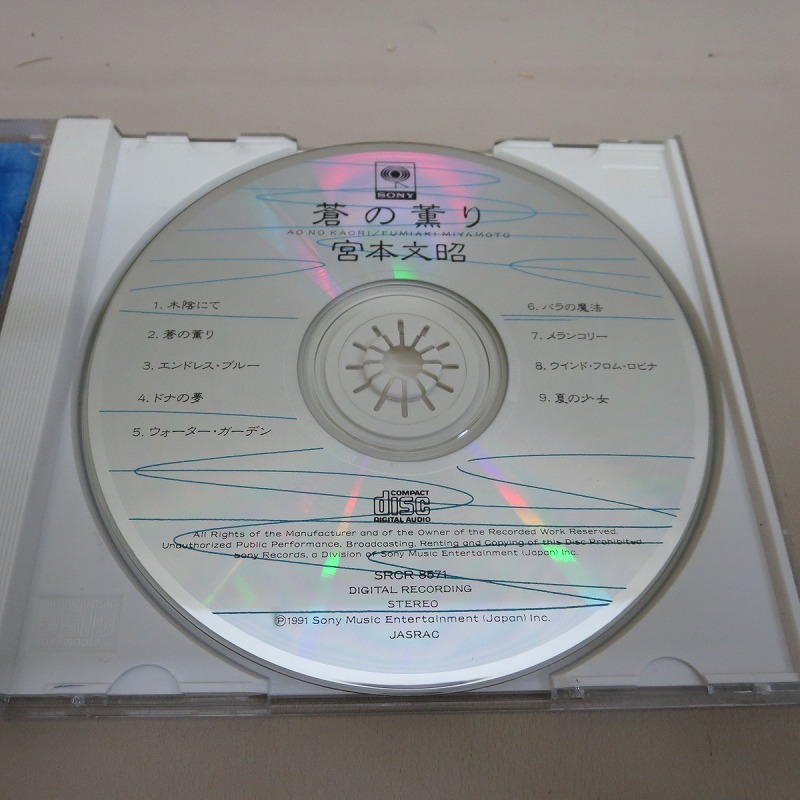 SONY
蒼の薫り
AO NO KAORI/FUMIAKI MIYAMOTO
宮本文昭
1. 木陰にて
2. 蒼の薫り
3. エンドレス・ブルー
4. ドナの夢
5. ウォーター・ガーデン
6. バラの魔法
7. メランコリー
8. ウインド・フロム・ロビナ
9. 夏の少女
COMPACT
disc
DIGITAL AUDIO
All Rights of the Manufacturer and of the Owner of the Recorded Work Reserved.
Unauthorized Public Performance, Broadcasting, Renting and Copying of this Disc Prohibited.
Sony Records, a Division of Sony Music Entertainment (Japan) Inc.
SRCR 8571
DIGITAL RECORDING
STEREO
Ⓟ1991 Sony Music Entertainment (Japan) Inc.
JASRAC